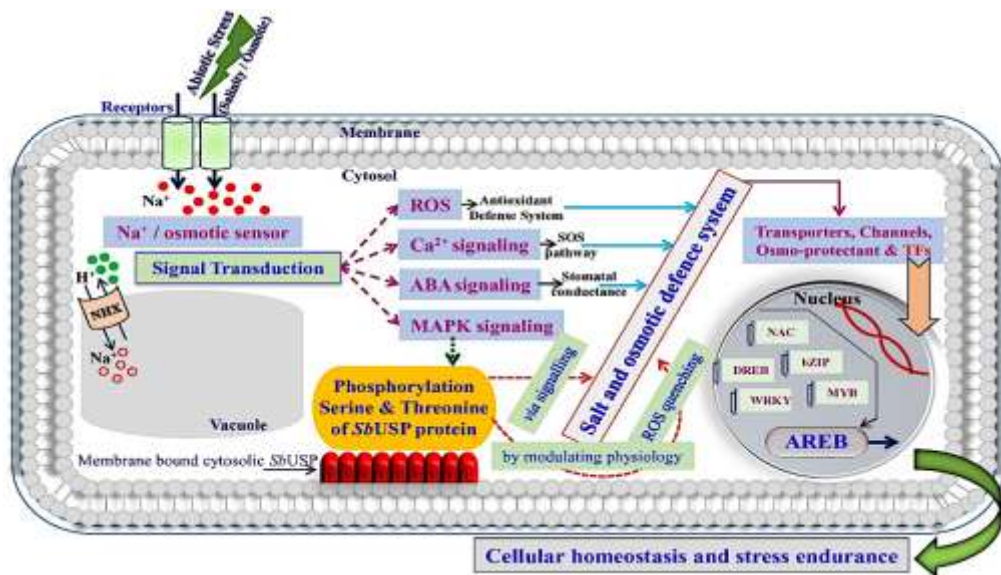 Abiotic Stress
(Salinity / Osmotic)
Receptors
Membrane
Cytosol
Na⁺
Na⁺ / osmotic sensor
Signal Transduction
H⁺
NHX
Na⁺
Vacuole
ROS
Antioxidant
Defense System
Ca²⁺ signaling
SOS
pathway
ABA signaling
Stomatal
conductance
MAPK signaling
Phosphorylation
Serine & Threonine
of SbUSP protein
Membrane bound cytosolic SbUSP
via signalling
Salt and osmotic defence system
ROS quenching
by modulating physiology
Transporters, Channels,
Osmo-protectant & TFs
Nucleus
NAC
DREB
bZIP
WRKY
MYB
AREB
Cellular homeostasis and stress endurance